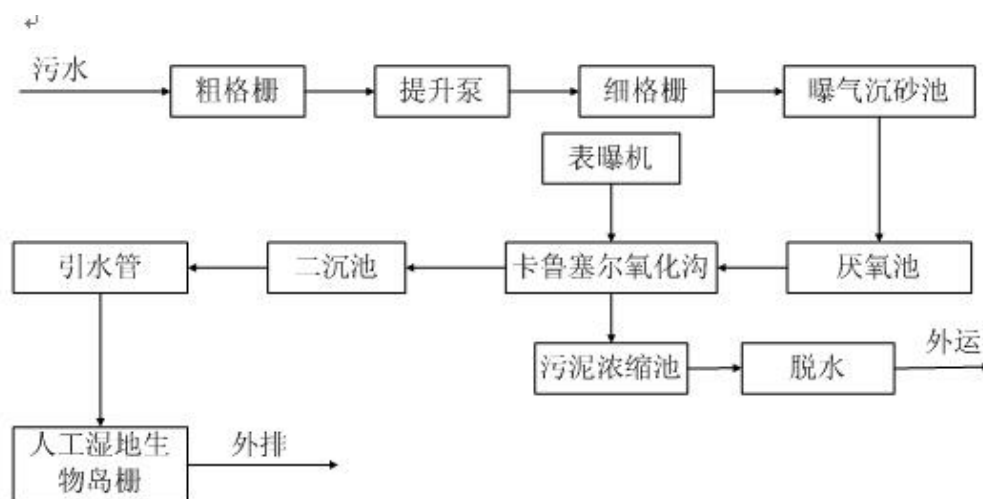 污水
粗格栅
提升泵
细格栅
曝气沉砂池
表曝机
引水管
二沉池
卡鲁塞尔氧化沟
厌氧池
污泥浓缩池
脱水
外运
人工湿地生
物岛栅
外排